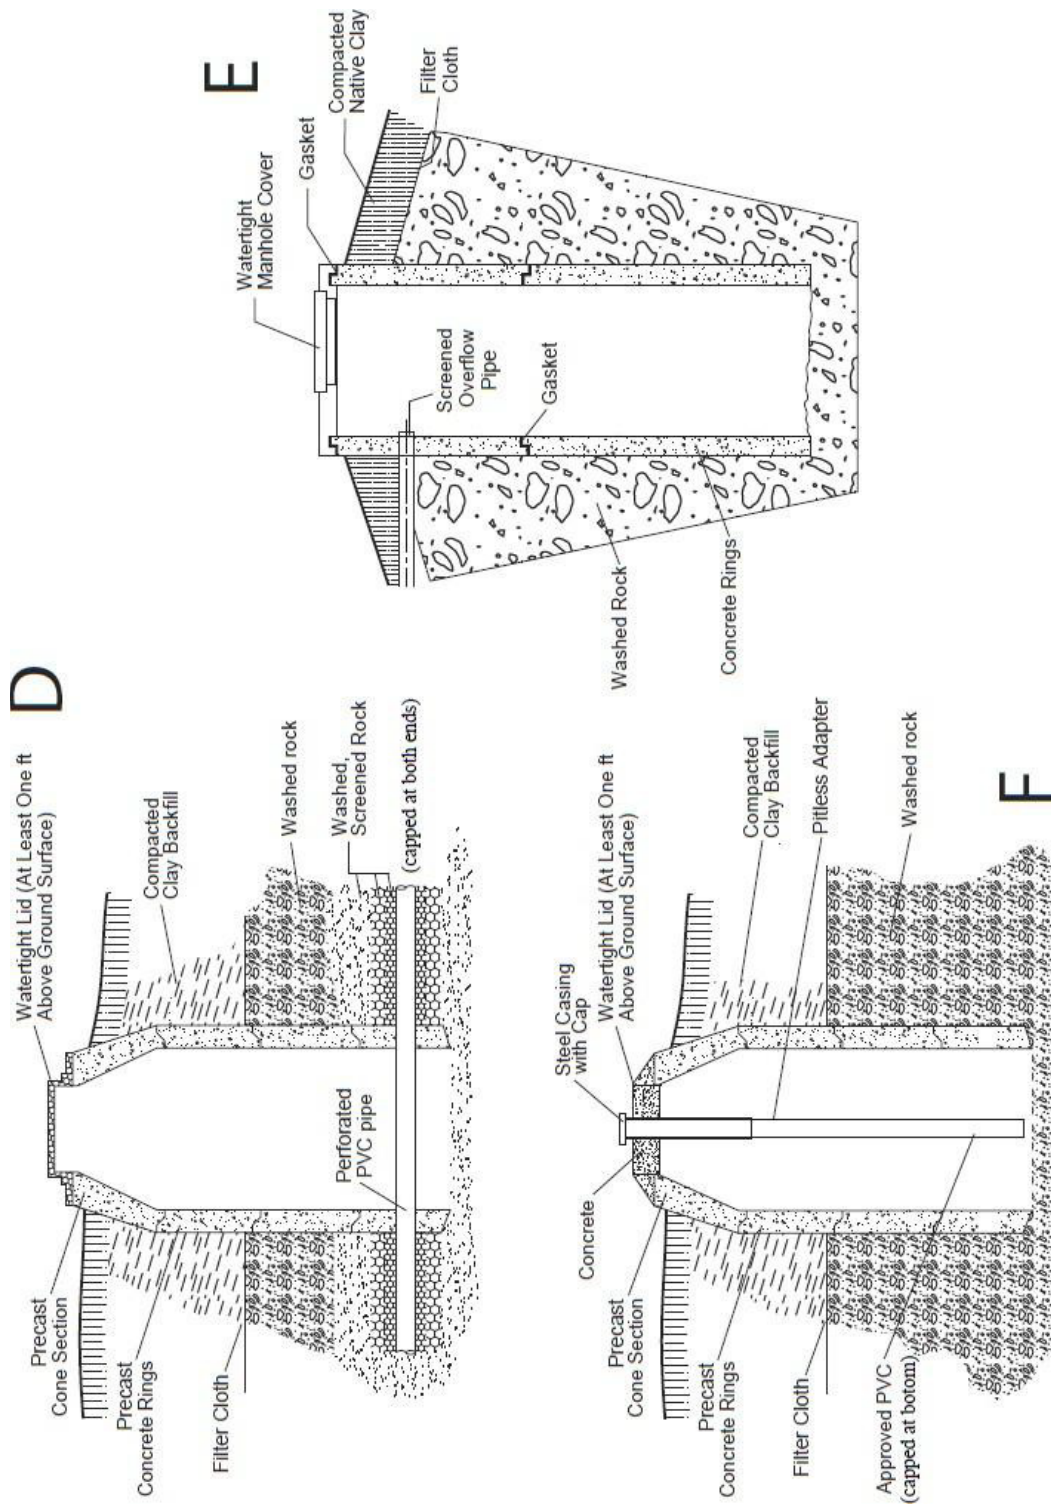 D
Watertight Lid (At Least One ft
Above Ground Surface)
Precast
Cone Section
Compacted
Clay Backfill
Precast
Concrete Rings
Washed rock
Filter Cloth
Perforated
PVC pipe
Washed,
Screened Rock
(capped at both ends)
E
Watertight
Manhole Cover
Gasket
Compacted
Native Clay
Filter
Cloth
Screened
Overflow
Pipe
Gasket
Washed Rock
Concrete Rings
F
Steel Casing
with Cap
Watertight Lid (At Least One ft
Above Ground Surface)
Concrete
Precast
Cone Section
Compacted
Clay Backfill
Precast
Concrete Rings
Pitless Adapter
Filter Cloth
Washed rock
Approved PVC
(capped at botom)